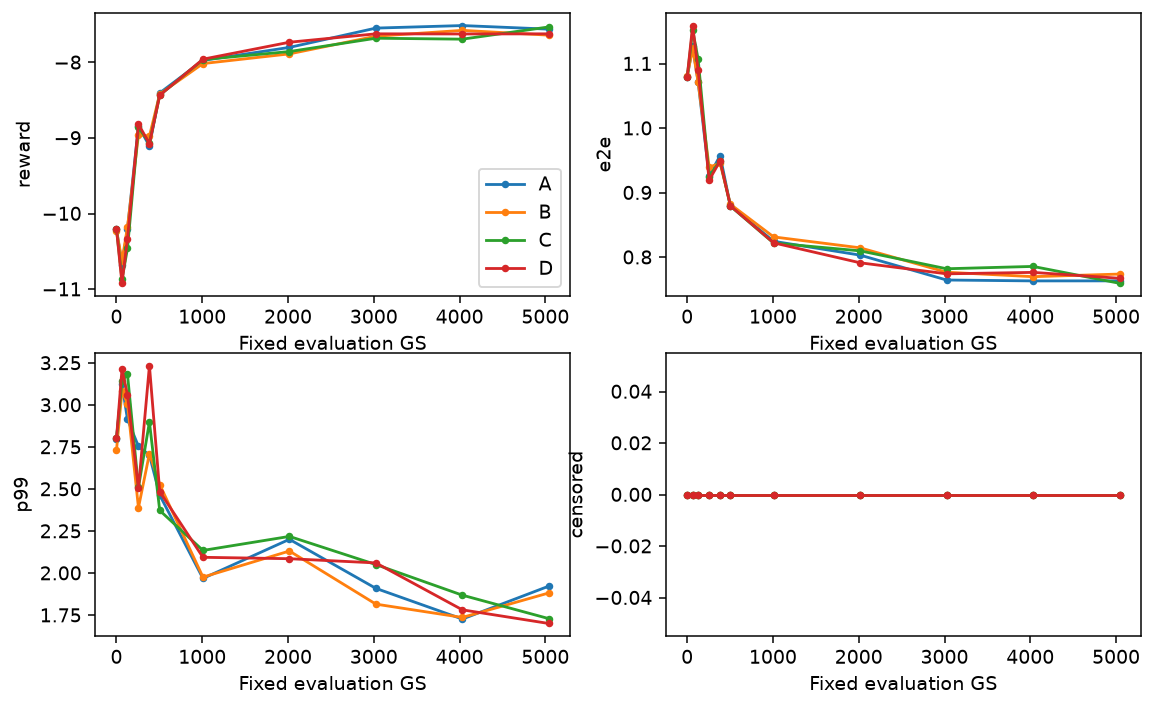 reward
−8
−9
−10
−11
A
B
C
D
0 1000 2000 3000 4000 5000
Fixed evaluation GS
e2e
1.1
1.0
0.9
0.8
0 1000 2000 3000 4000 5000
Fixed evaluation GS
p99
3.25
3.00
2.75
2.50
2.25
2.00
1.75
0 1000 2000 3000 4000 5000
Fixed evaluation GS
censored
0.04
0.02
0.00
−0.02
−0.04
0 1000 2000 3000 4000 5000
Fixed evaluation GS